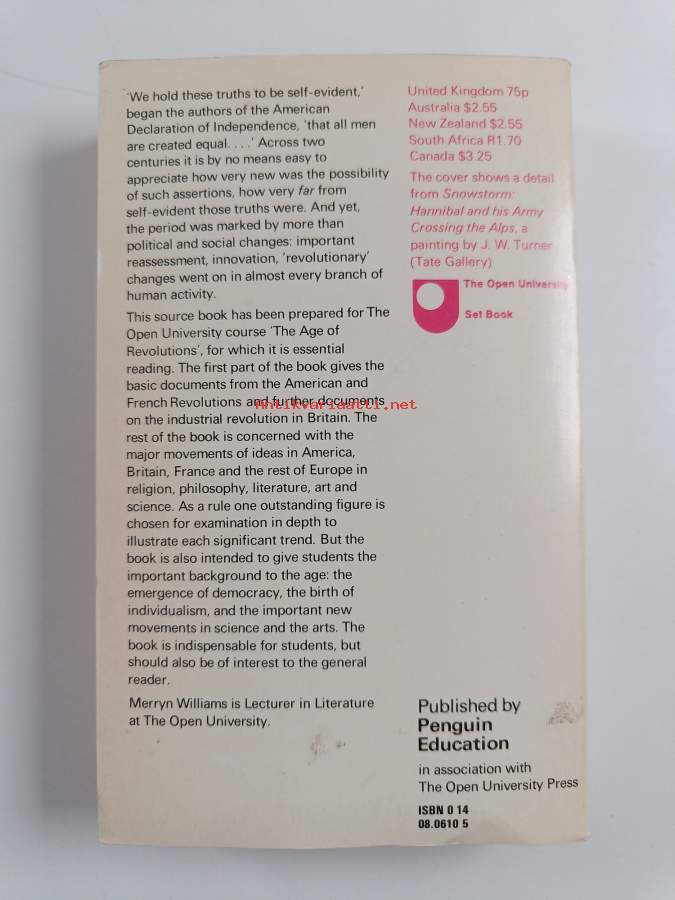 'We hold these truths to be self-evident,'
began the authors of the American
Declaration of Independence, 'that all men
are created equal. . . .' Across two
centuries it is by no means easy to
appreciate how very new was the possibility
of such assertions, how very far from
self-evident those truths were. And yet,
the period was marked by more than
political and social changes: important
reassessment, innovation, 'revolutionary'
changes went on in almost every branch of
human activity.
This source book has been prepared for The
Open University course 'The Age of
Revolutions', for which it is essential
reading. The first part of the book gives the
basic documents from the American and
French Revolutions and further documents
on the industrial revolution in Britain. The
rest of the book is concerned with the
major movements of ideas in America,
Britain, France and the rest of Europe in
religion, philosophy, literature, art and
science. As a rule one outstanding figure is
chosen for examination in depth to
illustrate each significant trend. But the
book is also intended to give students the
important background to the age: the
emergence of democracy, the birth of
individualism, and the important new
movements in science and the arts. The
book is indispensable for students, but
should also be of interest to the general
reader.
Merryn Williams is Lecturer in Literature
at The Open University.
United Kingdom 75p
Australia $2.55
New Zealand $2.55
South Africa R1.70
Canada $3.25
The cover shows a detail
from Snowstorm:
Hannibal and his Army
Crossing the Alps, a
painting by J. W. Turner
(Tate Gallery)
The Open University
Set Book
Antikvariaatti.net
Published by
Penguin
Education
in association with
The Open University Press
ISBN 0 14
08.0610 5